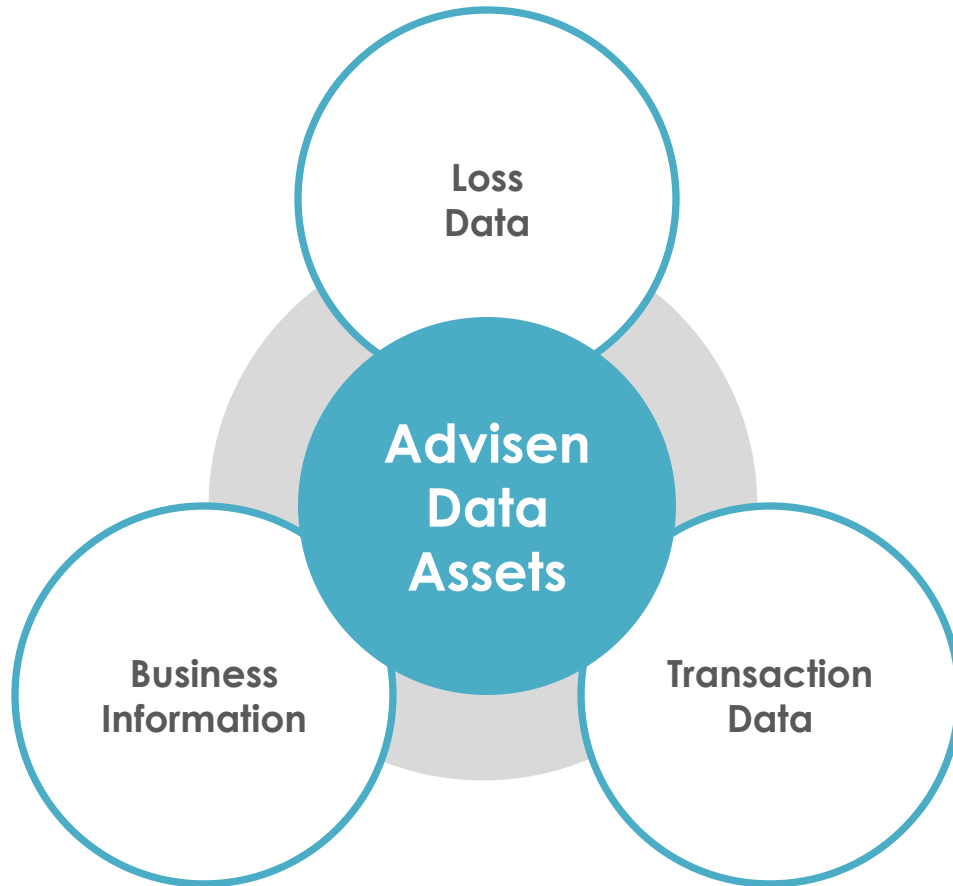 Loss
Data
Advisen
Data
Assets
Business
Information
Transaction
Data